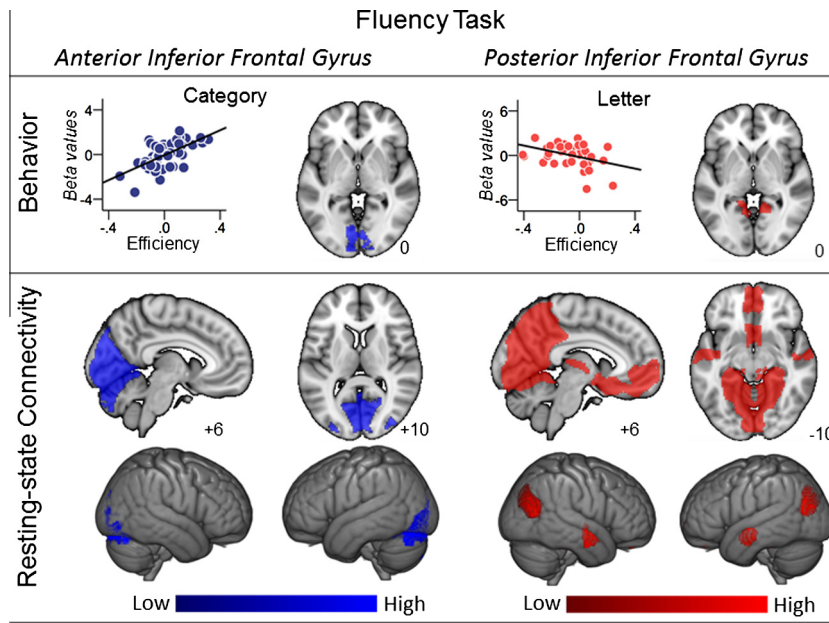 Fluency Task
Anterior Inferior Frontal Gyrus
Posterior Inferior Frontal Gyrus
Behavior
Category
Beta values
4
0
-4
-.4
.0
.4
Efficiency
0
Letter
Beta values
6
0
-6
-.4
.0
.4
Efficiency
0
Resting-state Connectivity
+6
+10
+6
-10
Low
High
Low
High